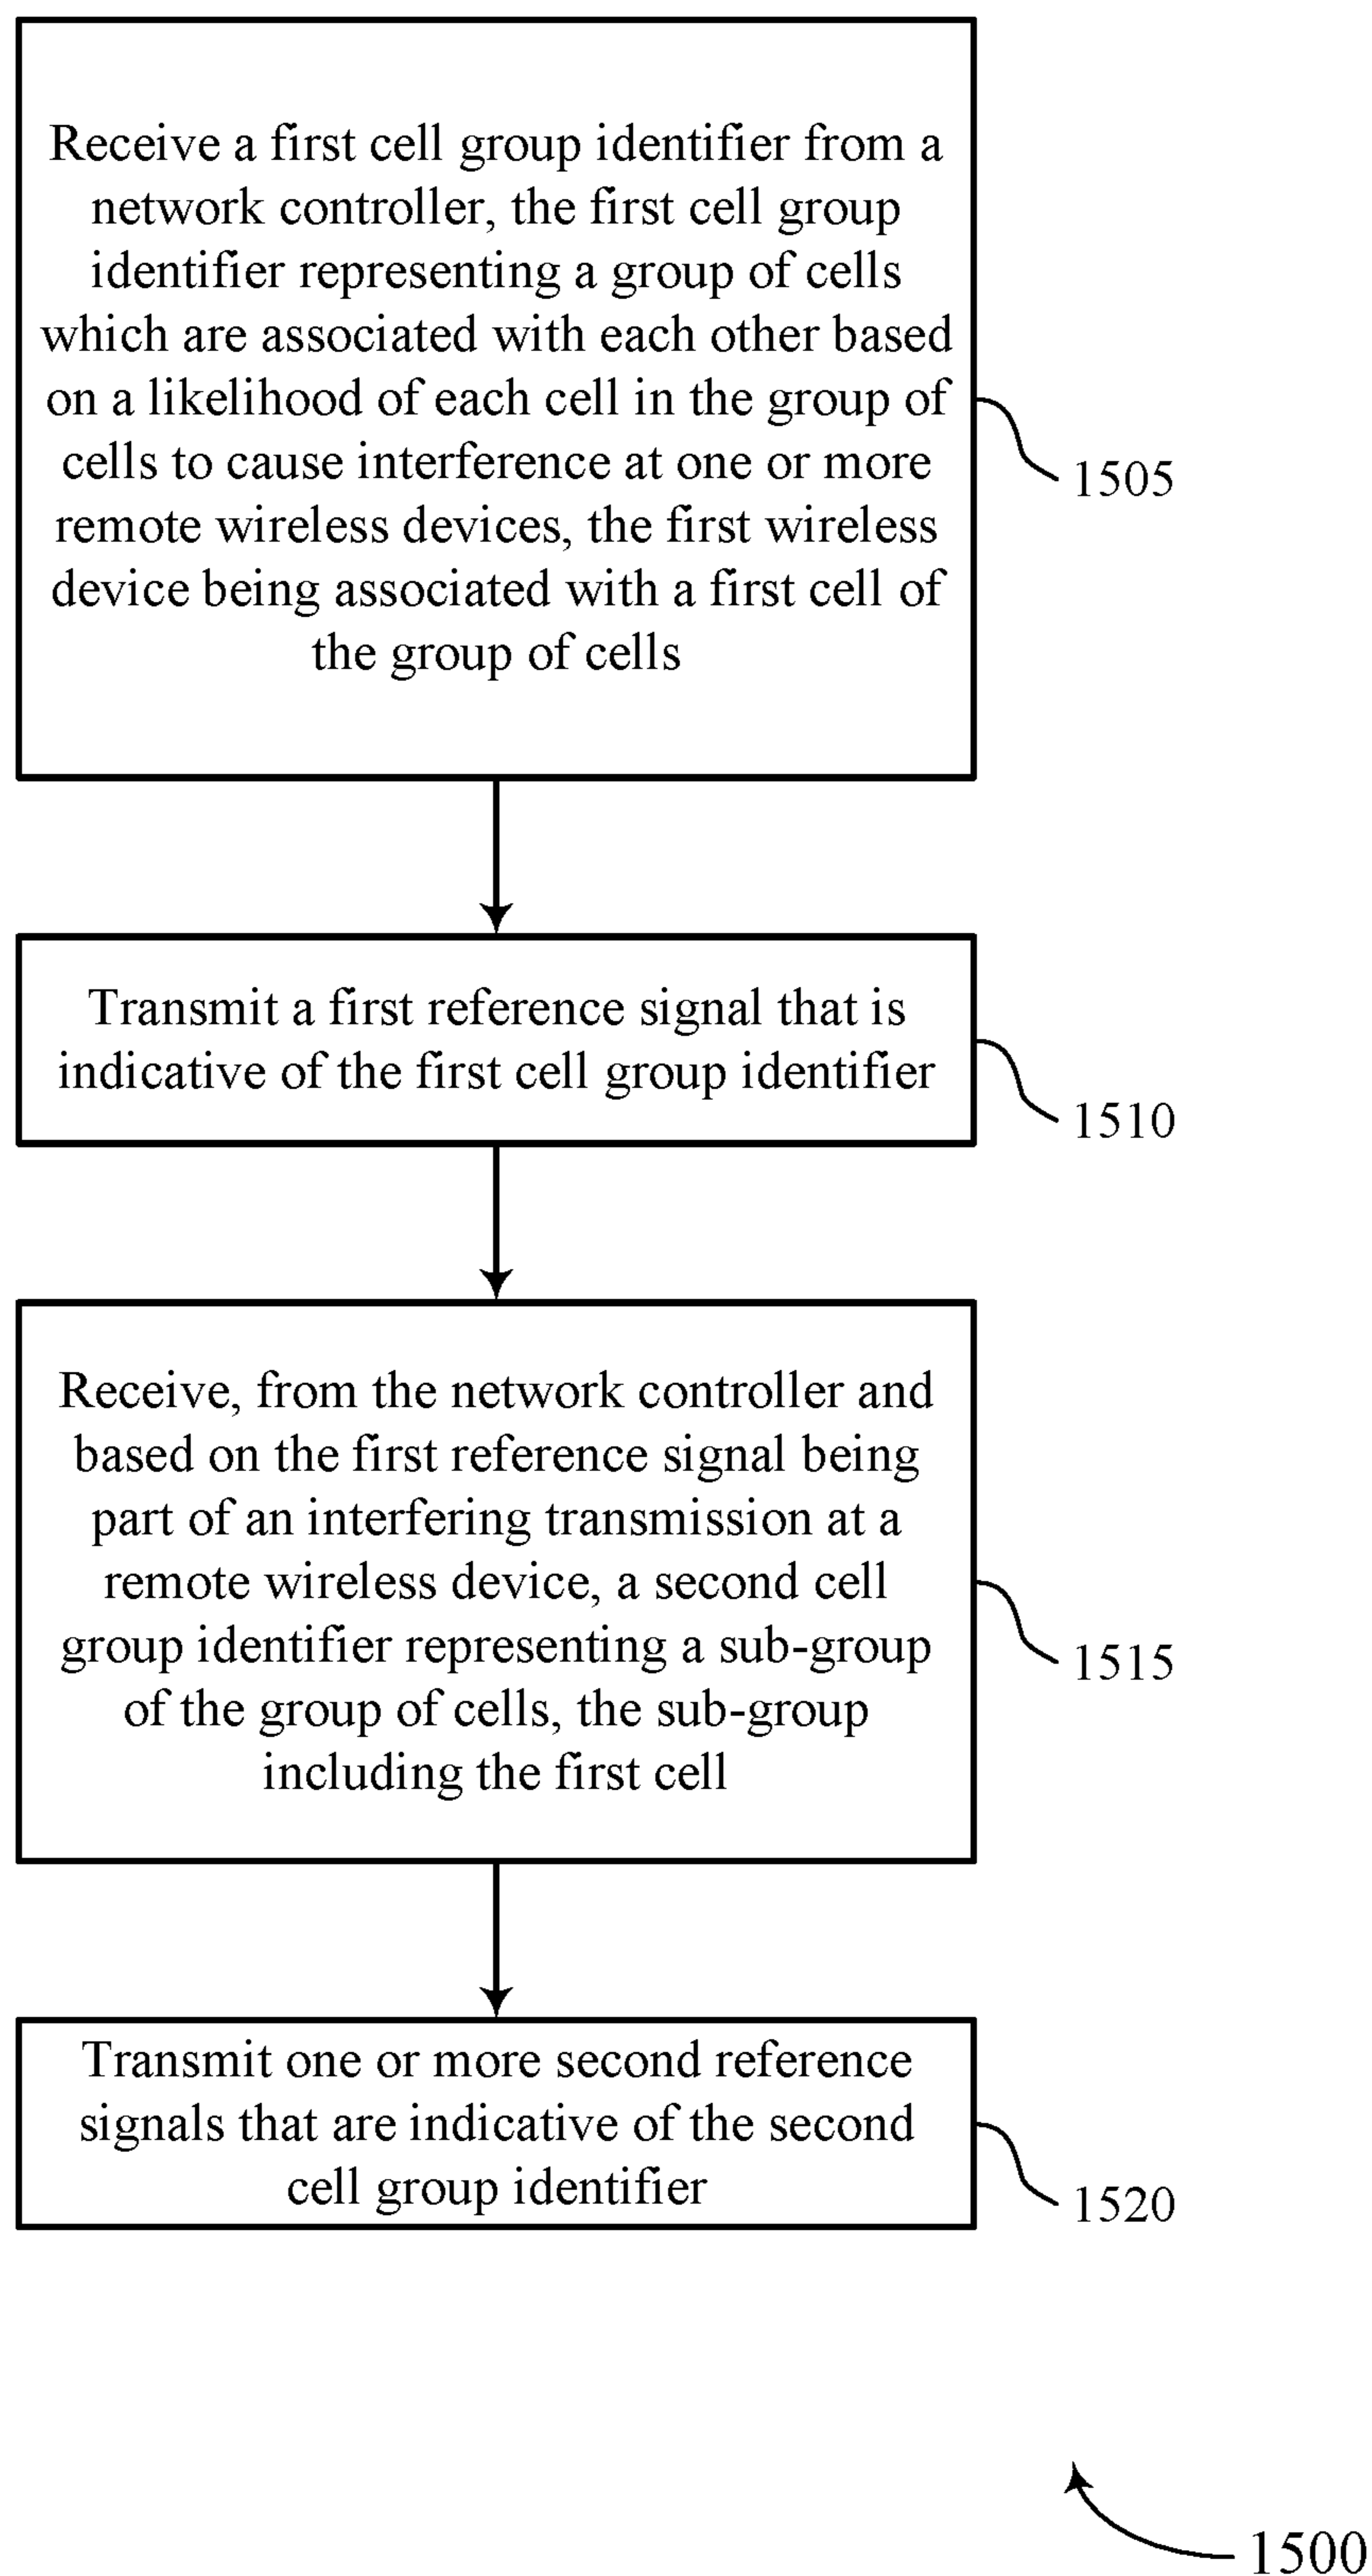 Receive a first cell group identifier from a
network controller, the first cell group
identifier representing a group of cells
which are associated with each other based
on a likelihood of each cell in the group of
cells to cause interference at one or more
remote wireless devices, the first wireless
device being associated with a first cell of
the group of cells
1505
Transmit a first reference signal that is
indicative of the first cell group identifier
1510
Receive, from the network controller and
based on the first reference signal being
part of an interfering transmission at a
remote wireless device, a second cell
group identifier representing a sub-group
of the group of cells, the sub-group
including the first cell
1515
Transmit one or more second reference
signals that are indicative of the second
cell group identifier
1520
1500